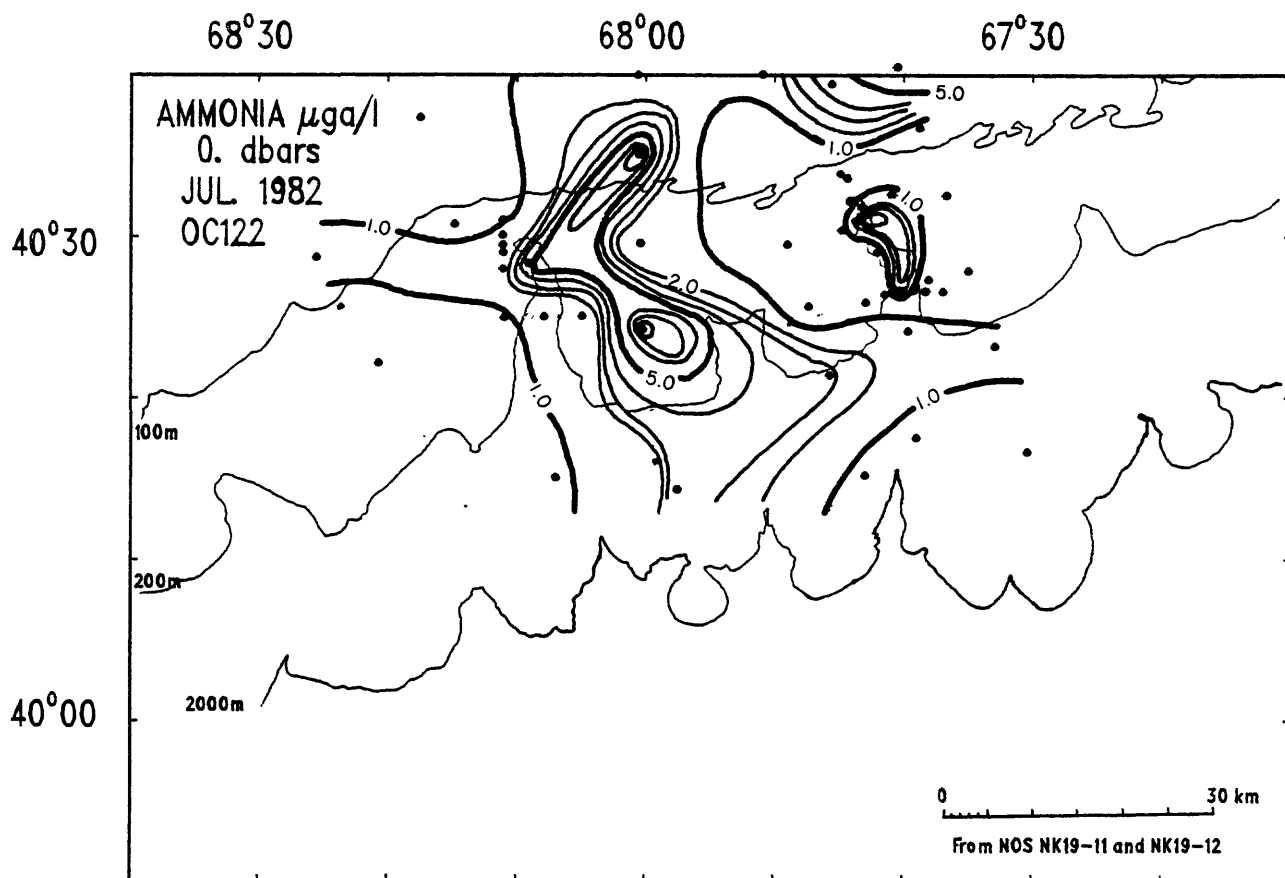 68°30 68°00 67°30
AMMONIA µga/l
0. dbars
JUL. 1982
OC122
5.0
1.0
1.0
1.0
40°30
2.0
5.0
1.0
1.0
100m
200m
2000m
40°00
0 30 km
From NOS NK19-11 and NK19-12